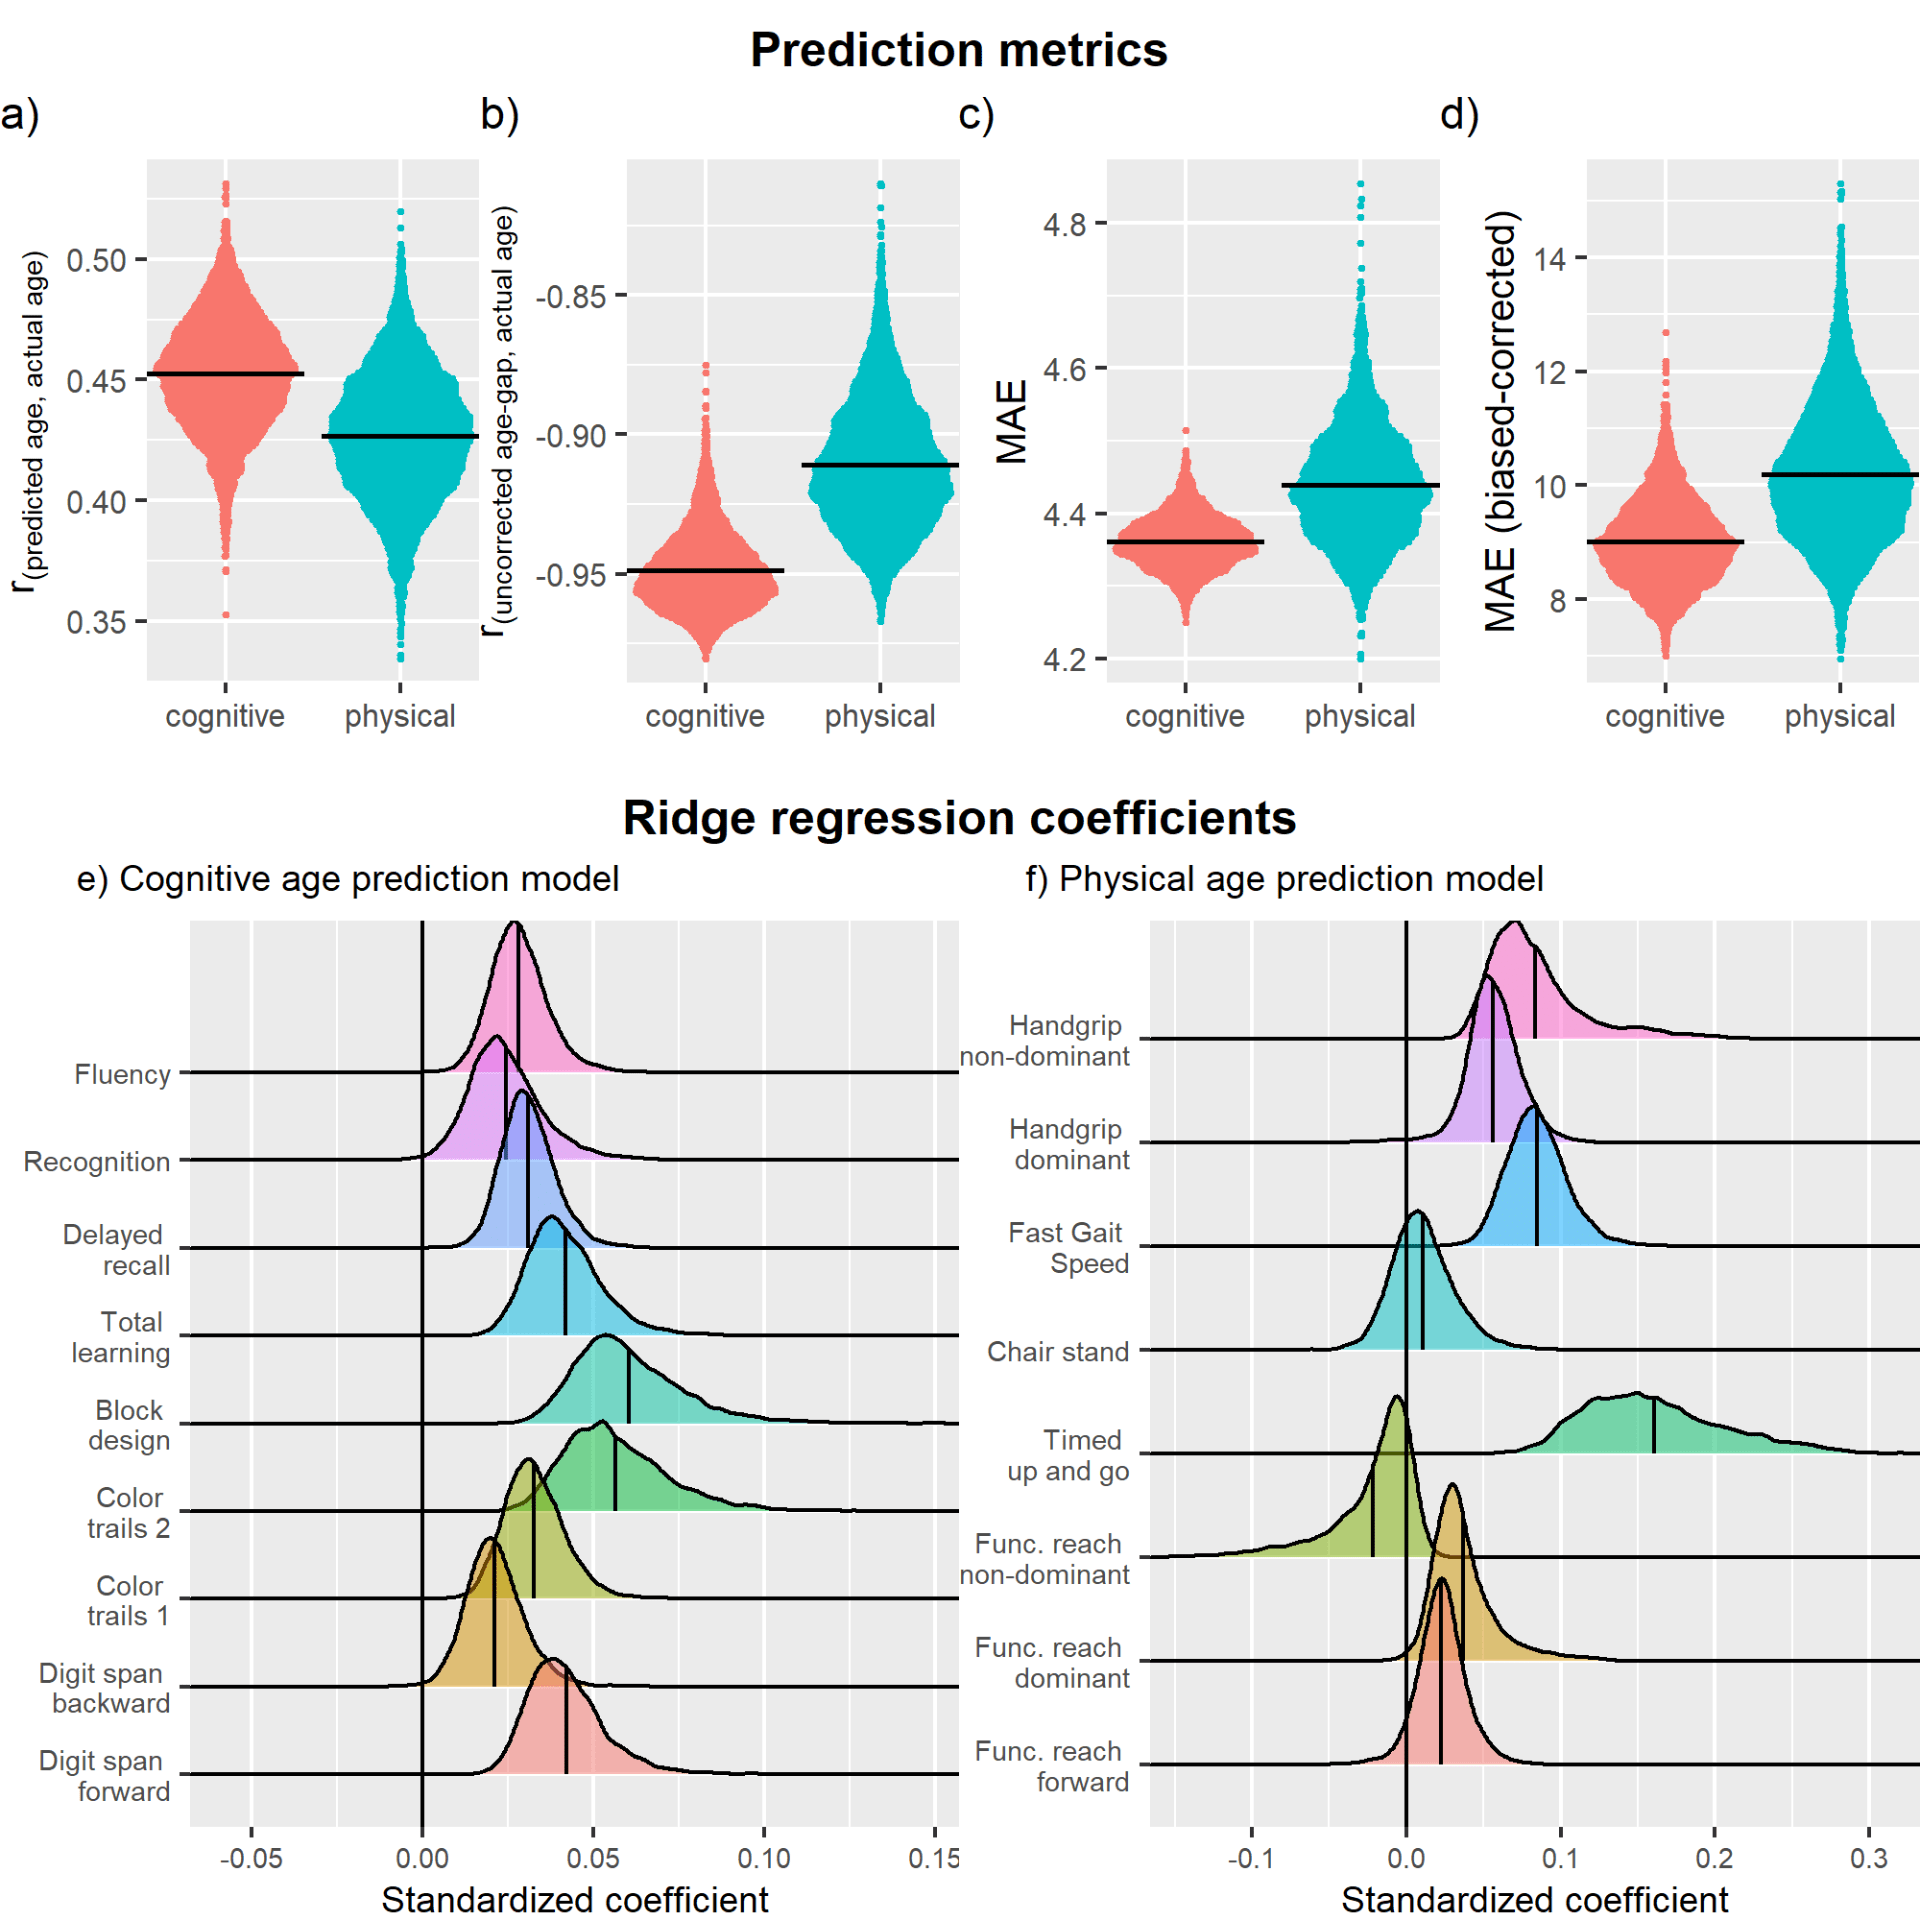 Prediction metrics
a)
b)
c)
d)
r(predicted age, actual age)
0.50
0.45
0.40
0.35
cognitive
physical
r(uncorrected age-gap, actual age)
-0.85
-0.90
-0.95
cognitive
physical
MAE
4.8
4.6
4.4
4.2
cognitive
physical
MAE (biased-corrected)
14
12
10
8
cognitive
physical
Ridge regression coefficients
e) Cognitive age prediction model
Fluency
Recognition
Delayed
recall
Total
learning
Block
design
Color
trails 2
Color
trails 1
Digit span
backward
Digit span
forward
-0.05
0.00
0.05
0.10
0.15
Standardized coefficient
f) Physical age prediction model
Handgrip
non-dominant
Handgrip
dominant
Fast Gait
Speed
Chair stand
Timed
up and go
Func. reach
non-dominant
Func. reach
dominant
Func. reach
forward
-0.1
0.0
0.1
0.2
0.3
Standardized coefficient